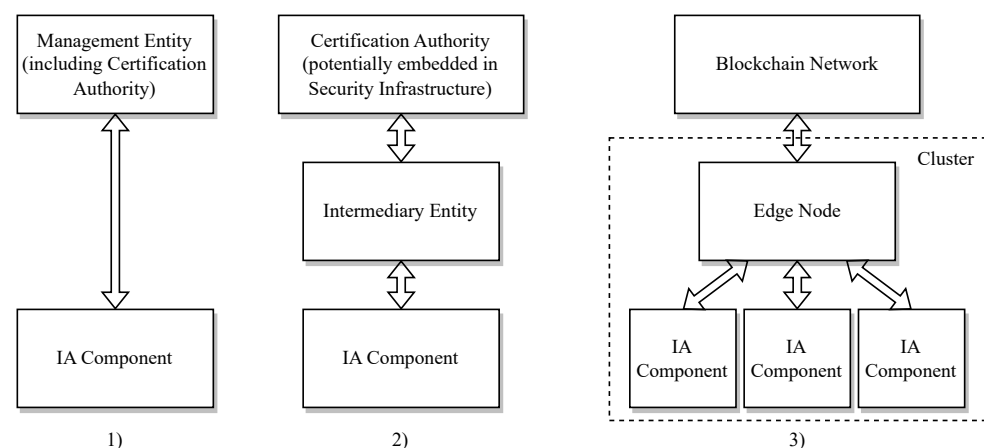 Management Entity
(including Certification
Authority)
IA Component
1)
Certification Authority
(potentially embedded in
Security Infrastructure)
Intermediary Entity
IA Component
2)
Blockchain Network
Cluster
Edge Node
IA
Component
IA
Component
IA
Component
3)